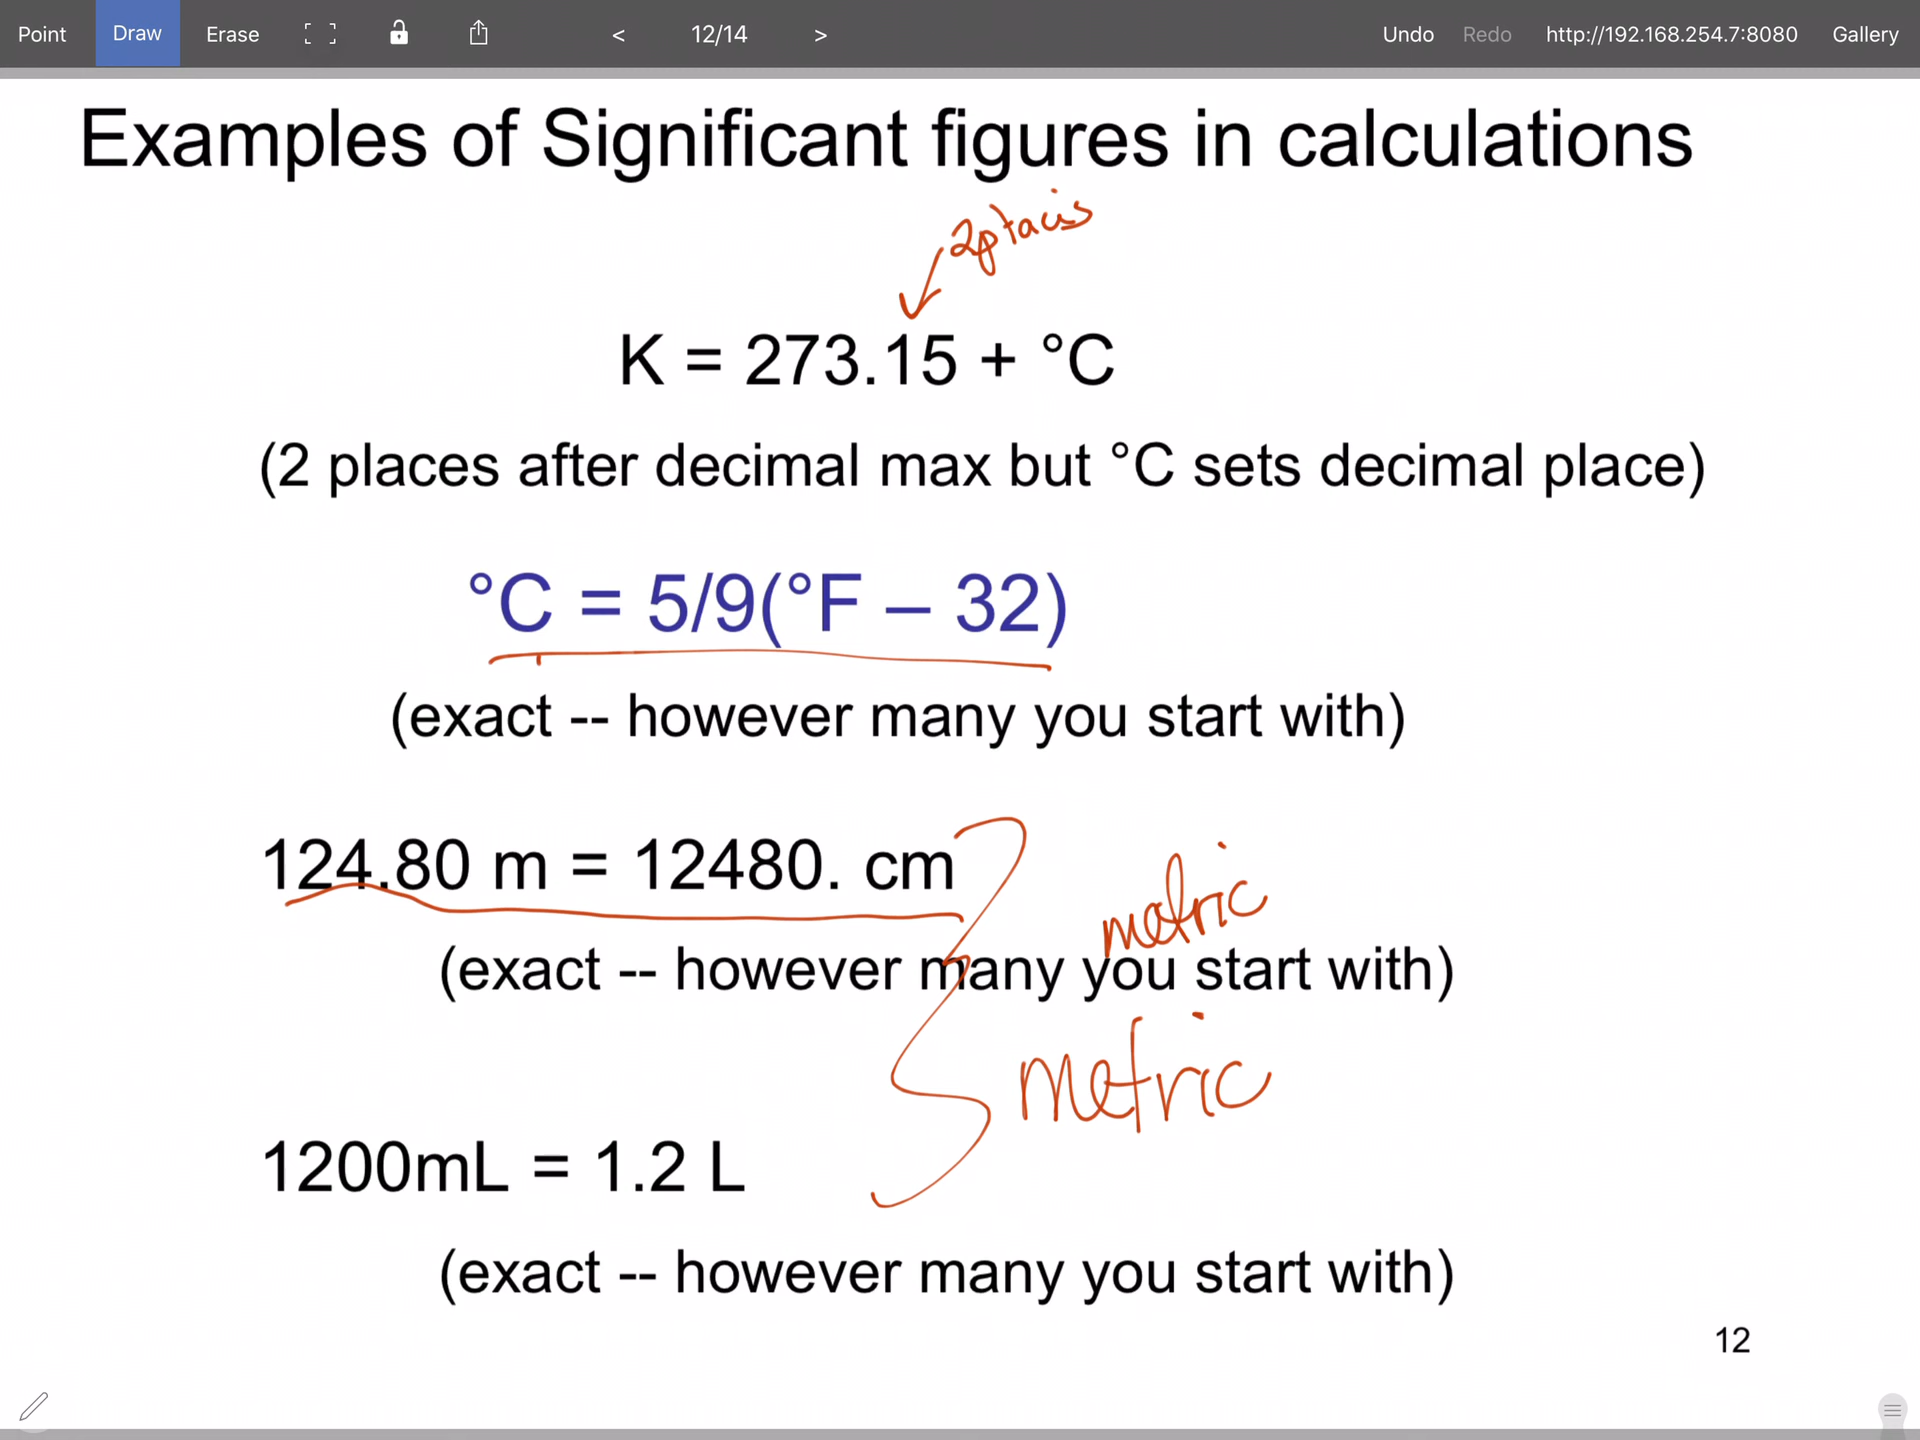 Point Draw Erase < 12/14 > Undo Redo http://192.168.254.7:8080 Gallery
Examples of Significant figures in calculations
2places
K = 273.15 + °C
(2 places after decimal max but °C sets decimal place)
°C = 5/9(°F – 32)
(exact -- however many you start with)
124.80 m = 12480. cm
metric
(exact -- however many you start with)
metric
1200mL = 1.2 L
(exact -- however many you start with)
12